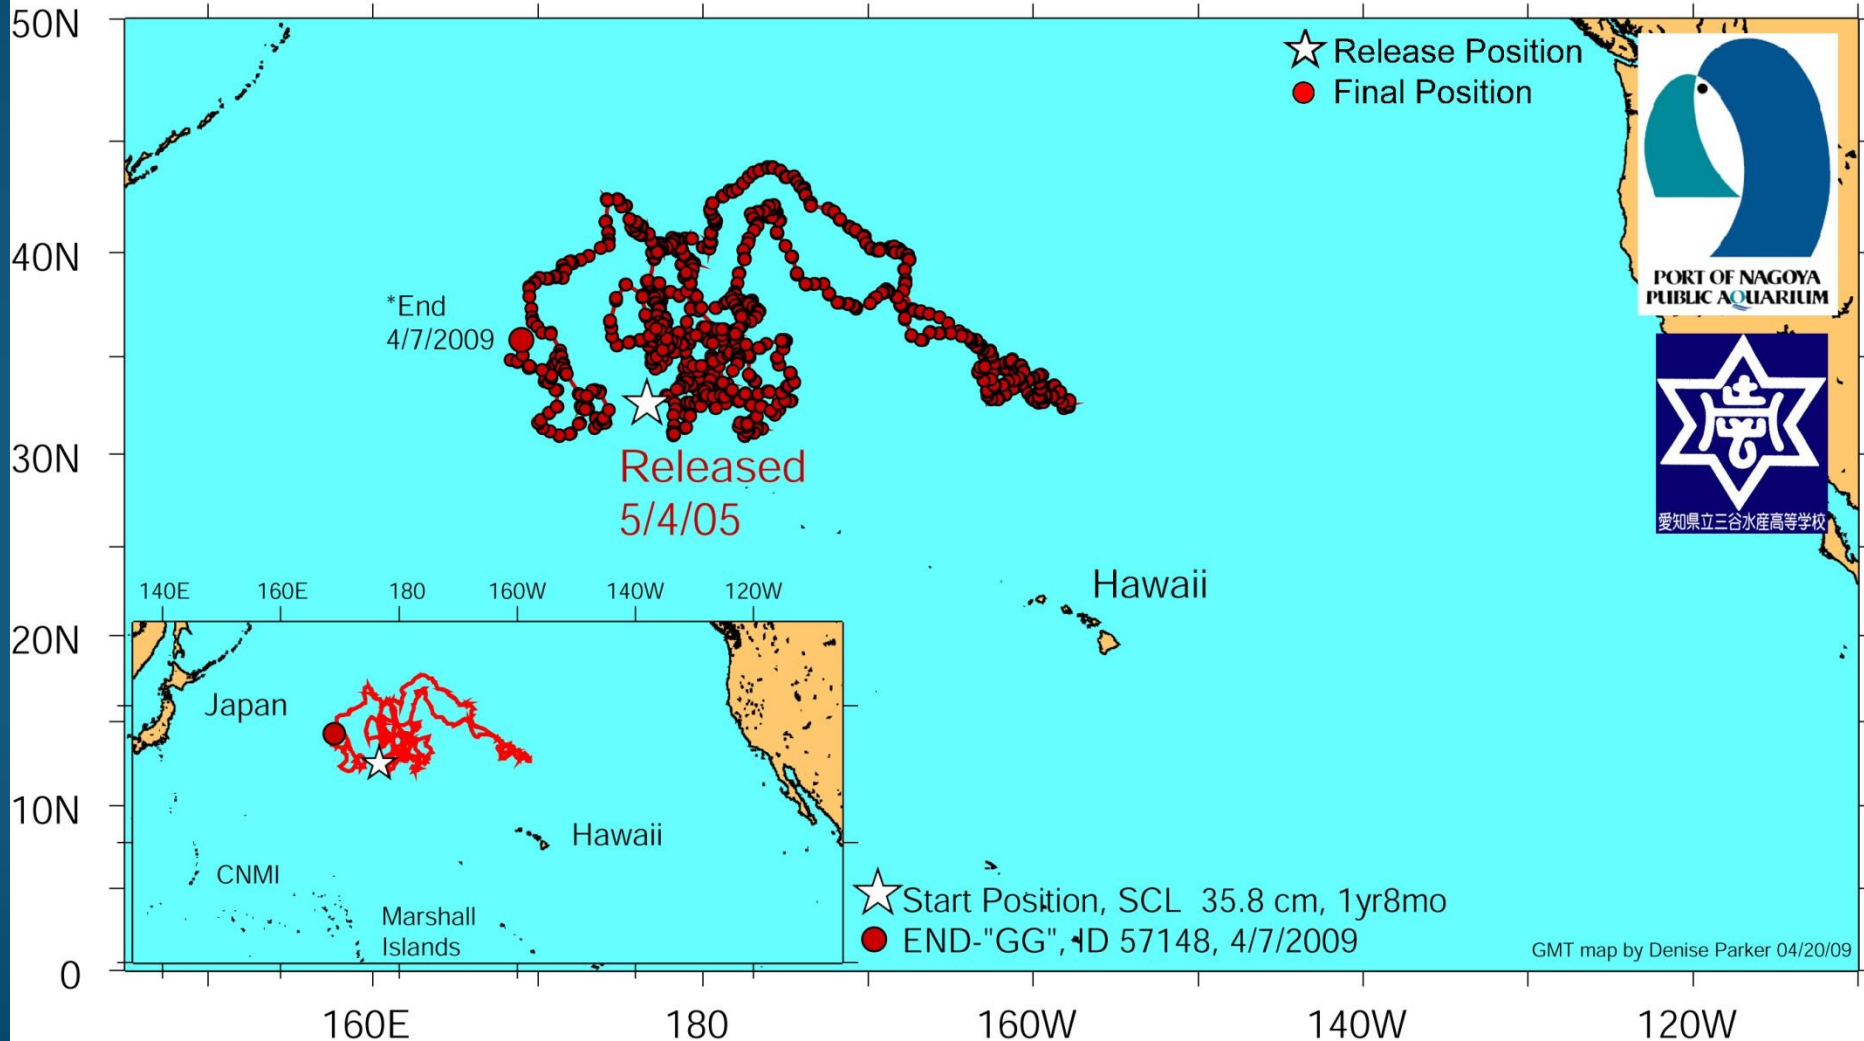 50N
40N
30N
20N
10N
0
160E
180
160W
140W
120W
Release Position
Final Position
PORT OF NAGOYA
PUBLIC AQUARIUM
愛知県立三谷水産高等学校
*End
4/7/2009
Released
5/4/05
Hawaii
140E
160E
180
160W
140W
120W
Japan
Hawaii
CNMI
Marshall
Islands
Start Position, SCL 35.8 cm, 1yr8mo
END-"GG", ID 57148, 4/7/2009
GMT map by Denise Parker 04/20/09